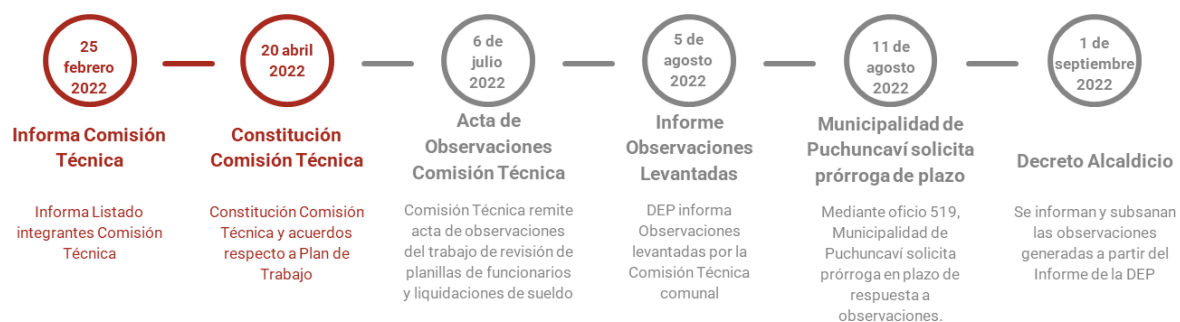 25
febrero
2022
Informa Comisión
Técnica
Informa Listado
integrantes Comisión
Técnica
20 abril
2022
Constitución
Comisión Técnica
Constitución Comisión
Técnica y acuerdos
respecto a Plan de
Trabajo
6 de
julio
2022
Acta de
Observaciones
Comisión Técnica
Comisión Técnica remite
acta de observaciones
del trabajo de revisión de
planillas de funcionarios
y liquidaciones de sueldo
5 de
agosto
2022
Informe
Observaciones
Levantadas
DEP informa
Observaciones
levantadas por la
Comisión Técnica
comunal
11 de
agosto
2022
Municipalidad de
Puchuncaví solicita
prórroga de plazo
Mediante oficio 519,
Municipalidad de
Puchuncaví solicita
prórroga en plazo de
respuesta a
observaciones.
1 de
septiembre
2022
Decreto Alcaldicio
Se informan y subsanan
las observaciones
generadas a partir del
Informe de la DEP